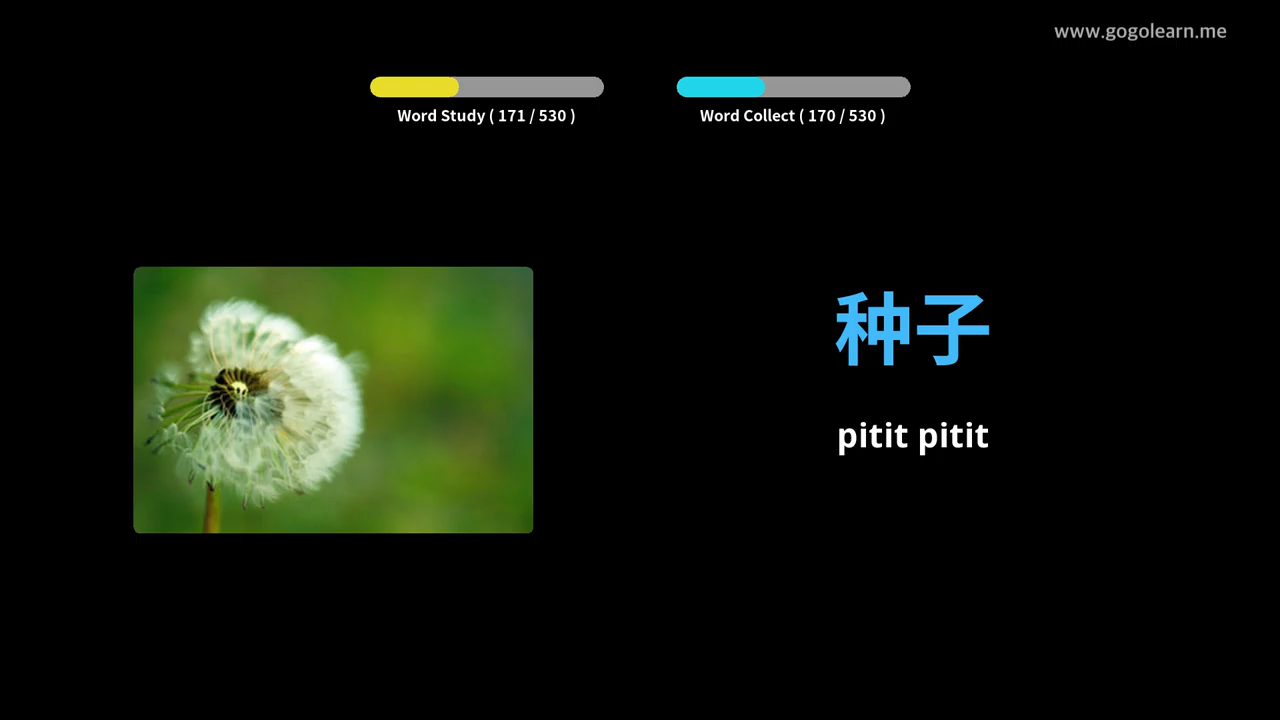 www.gogolearn.me
Word Study ( 171 / 530 )
Word Collect ( 170 / 530 )
种子
pitit pitit